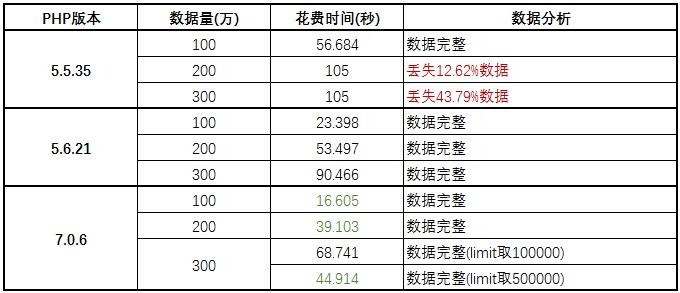 PHP版本 数据量(万) 花费时间(秒) 数据分析
5.5.35 100 56.684 数据完整
200 105 丢失12.62%数据
300 105 丢失43.79%数据
5.6.21 100 23.398 数据完整
200 53.497 数据完整
300 90.466 数据完整
7.0.6 100 16.605 数据完整
200 39.103 数据完整
300 68.741 数据完整(limit取100000)
44.914 数据完整(limit取500000)